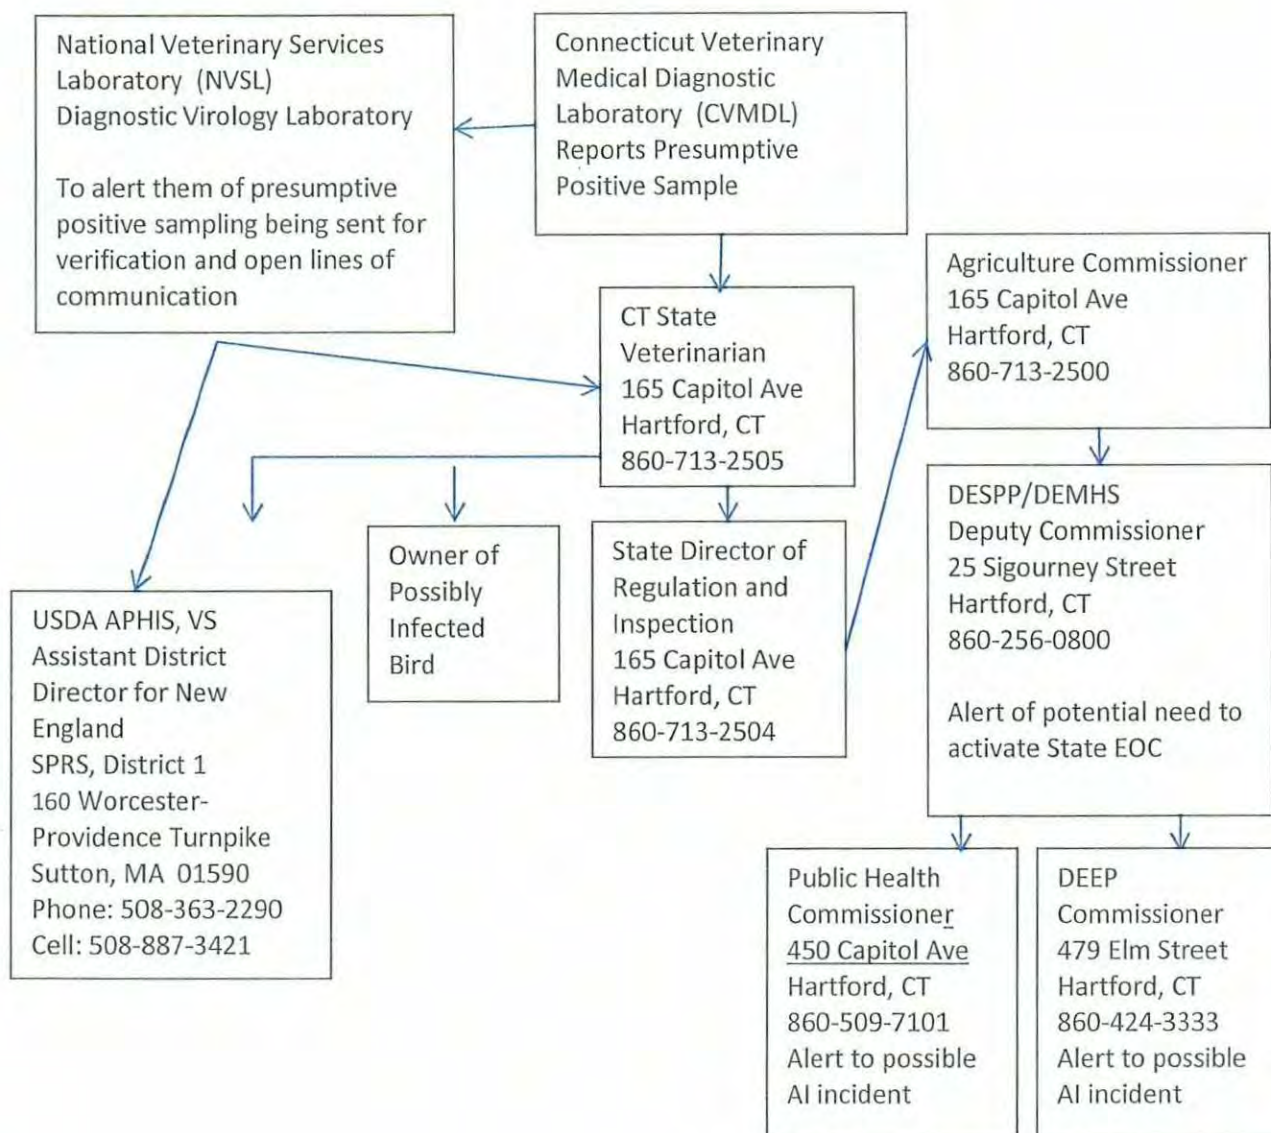 National Veterinary Services
Laboratory (NVSL)
Diagnostic Virology Laboratory
To alert them of presumptive
positive sampling being sent for
verification and open lines of
communication
Connecticut Veterinary
Medical Diagnostic
Laboratory (CVMDL)
Reports Presumptive
Positive Sample
CT State
Veterinarian
165 Capitol Ave
Hartford, CT
860-713-2505
Agriculture Commissioner
165 Capitol Ave
Hartford, CT
860-713-2500
USDA APHIS, VS
Assistant District
Director for New
England
SPRS, District 1
160 Worcester-
Providence Turnpike
Sutton, MA 01590
Phone: 508-363-2290
Cell: 508-887-3421
Owner of
Possibly
Infected
Bird
State Director of
Regulation and
Inspection
165 Capitol Ave
Hartford, CT
860-713-2504
DESPP/DEMHS
Deputy Commissioner
25 Sigourney Street
Hartford, CT
860-256-0800
Alert of potential need to
activate State EOC
Public Health
Commissioner
450 Capitol Ave
Hartford, CT
860-509-7101
Alert to possible
AI incident
DEEP
Commissioner
479 Elm Street
Hartford, CT
860-424-3333
Alert to possible
AI incident